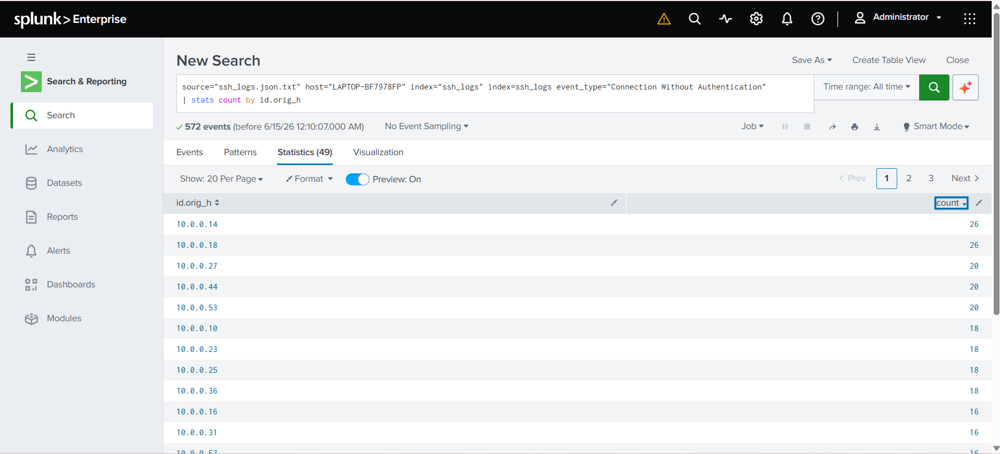 splunk> Enterprise
Administrator
Search & Reporting
Search
Analytics
Datasets
Reports
Alerts
Dashboards
Modules
New Search
Save As
Create Table View
Close
source="ssh_logs.json.txt" host="LAPTOP-BF7978FP" index="ssh_logs" index=ssh_logs event_type="Connection Without Authentication"
| stats count by id.orig_h
Time range: All time
572 events (before 6/15/26 12:10:07.000 AM)
No Event Sampling
Job
Smart Mode
Events
Patterns
Statistics (49)
Visualization
Show: 20 Per Page
Format
Preview: On
Prev
1
2
3
Next
id.orig_h count
10.0.0.14 26
10.0.0.18 26
10.0.0.27 20
10.0.0.44 20
10.0.0.53 20
10.0.0.10 18
10.0.0.23 18
10.0.0.25 18
10.0.0.36 18
10.0.0.16 16
10.0.0.31 16
10.0.0.57 16